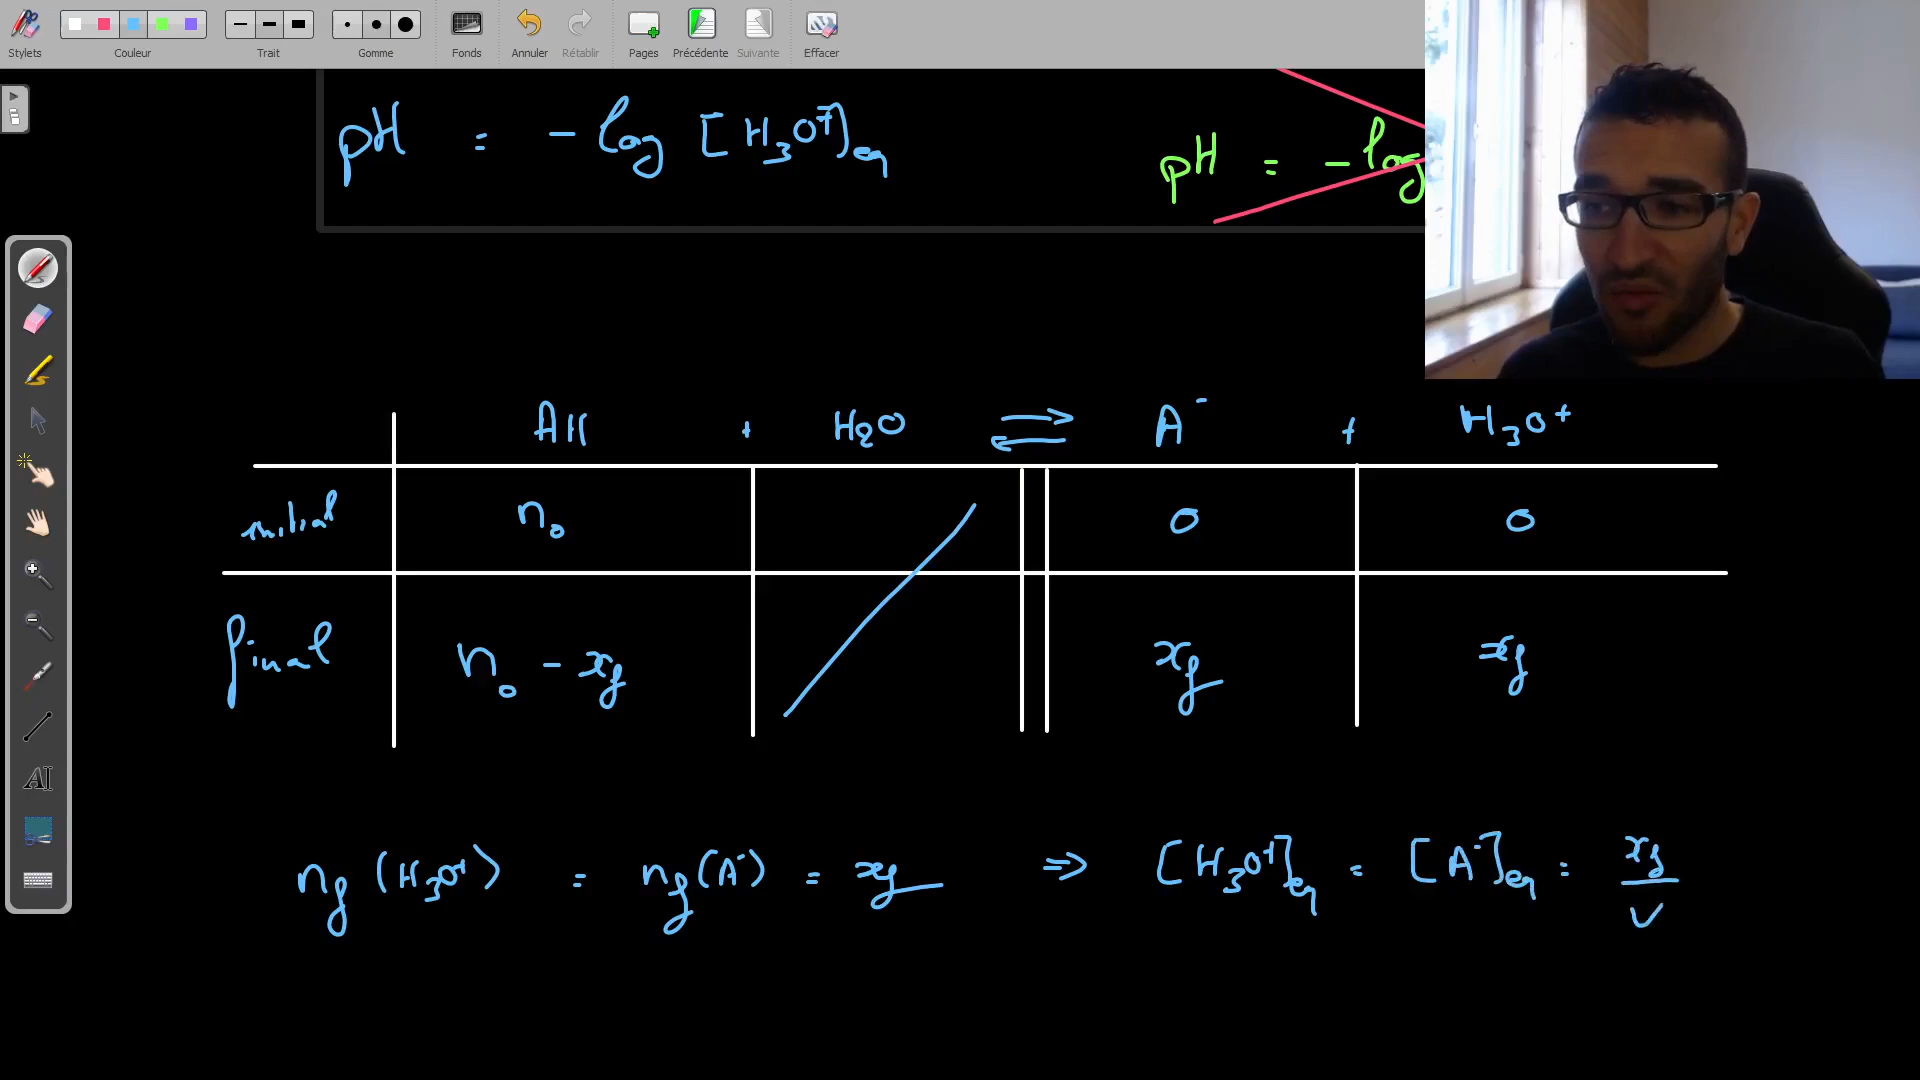 Stylets Couleur Trait Gomme Fonds Annuler Rétablir Pages Précédente Suivante Effacer
pH = - log [H₃O⁺]eq
pH = - log
AH + H₂O ⇌ A⁻ + H₃O⁺
initial n₀ 0 0
final n₀ - xf xf xf
nf (H₃O⁺) = nf (A⁻) = xf ⇒ [H₃O⁺]eq = [A⁻]eq = xf/V
AI